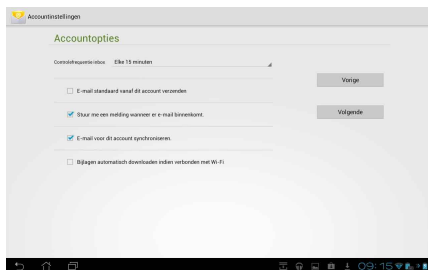 Accountinstellingen
Accountopties
Controlefrequentie inbox Elke 15 minuten
Vorige
E-mail standaard vanaf dit account verzenden
Stuur me een melding wanneer er e-mail binnenkomt.
Volgende
E-mail voor dit account synchroniseren.
Bijlagen automatisch downloaden indien verbonden met Wi-Fi
09:15